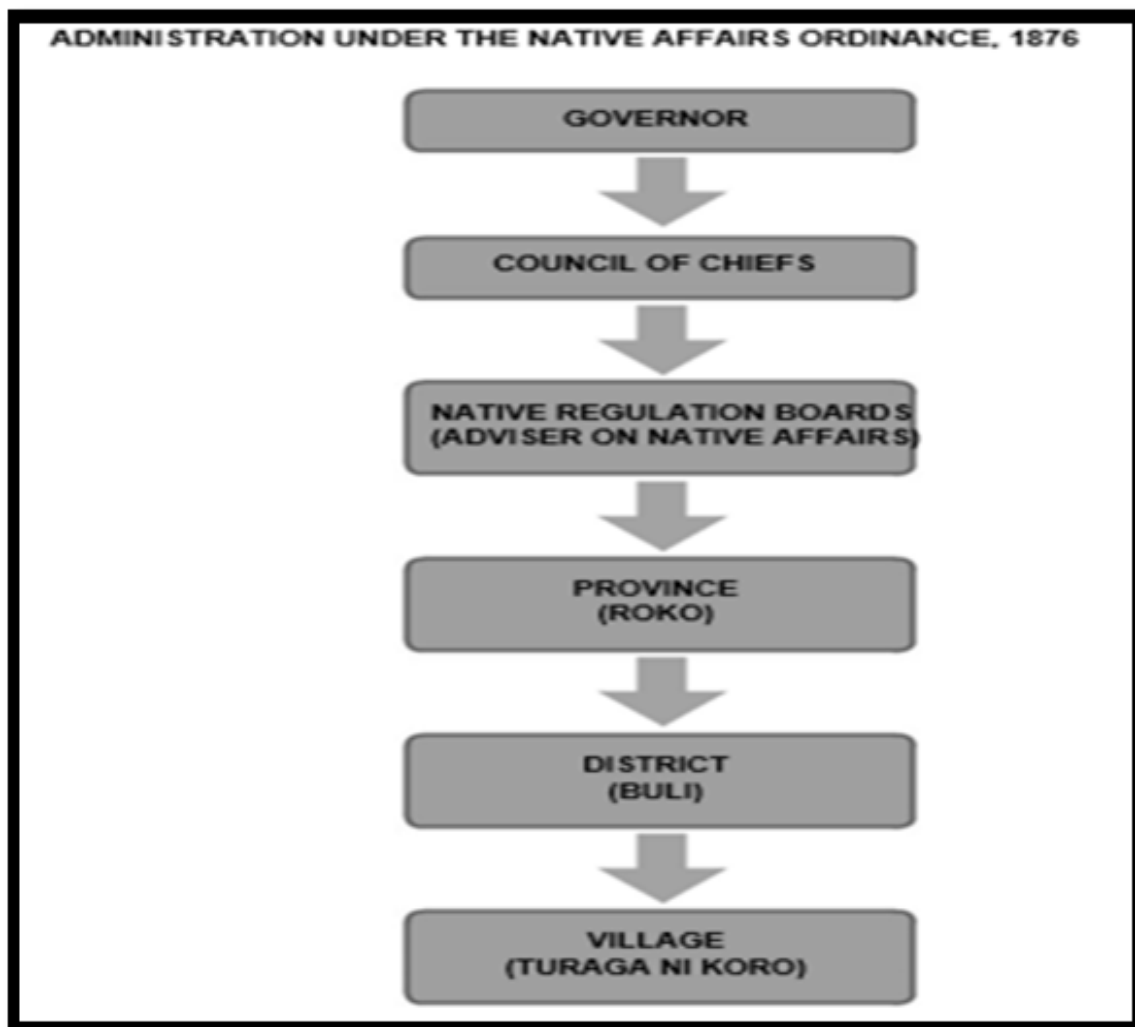 ADMINISTRATION UNDER THE NATIVE AFFAIRS ORDINANCE, 1876
GOVERNOR
COUNCIL OF CHIEFS
NATIVE REGULATION BOARDS
(ADVISER ON NATIVE AFFAIRS)
PROVINCE
(ROKO)
DISTRICT
(BULI)
VILLAGE
(TURAGA NI KORO)